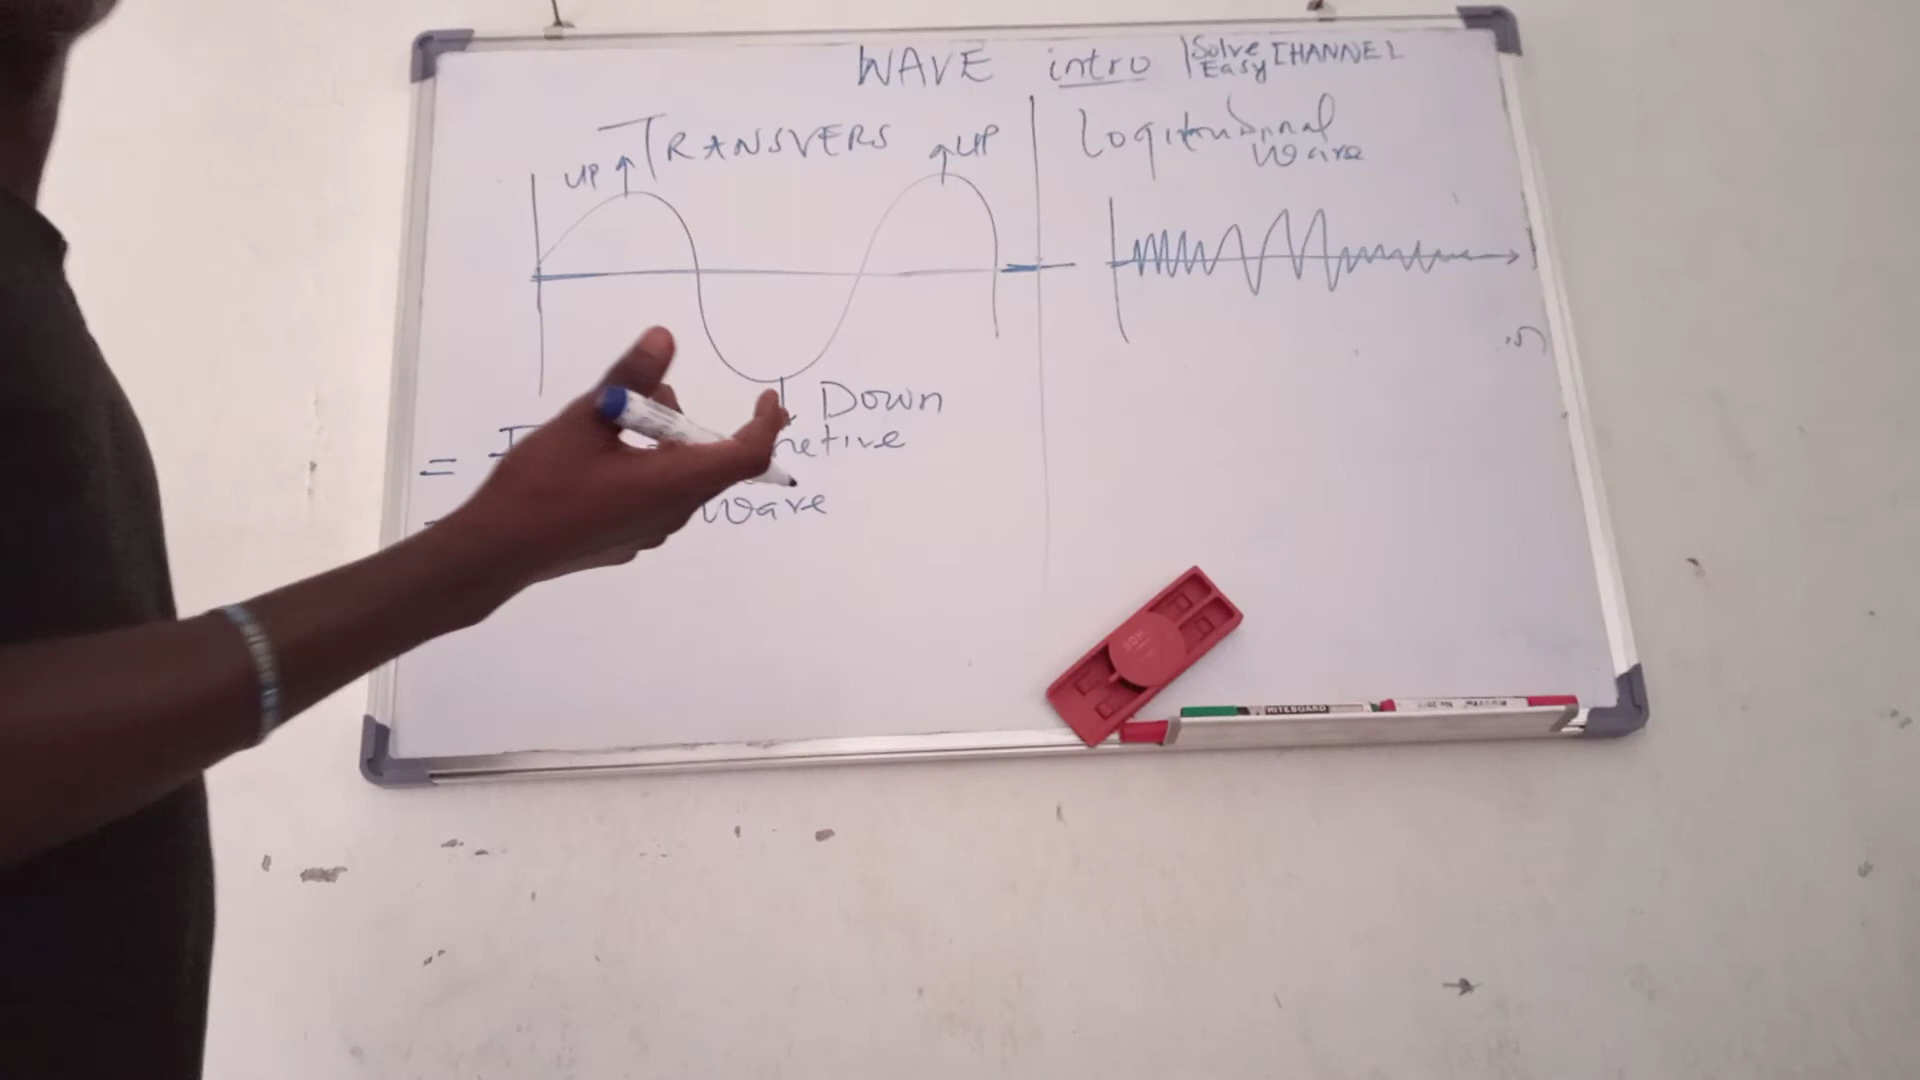 WAVE intro | Solve Easy CHANNEL
TRANSVERS
UP
UP
Down
netive
Wave
Logitudinal
Wave